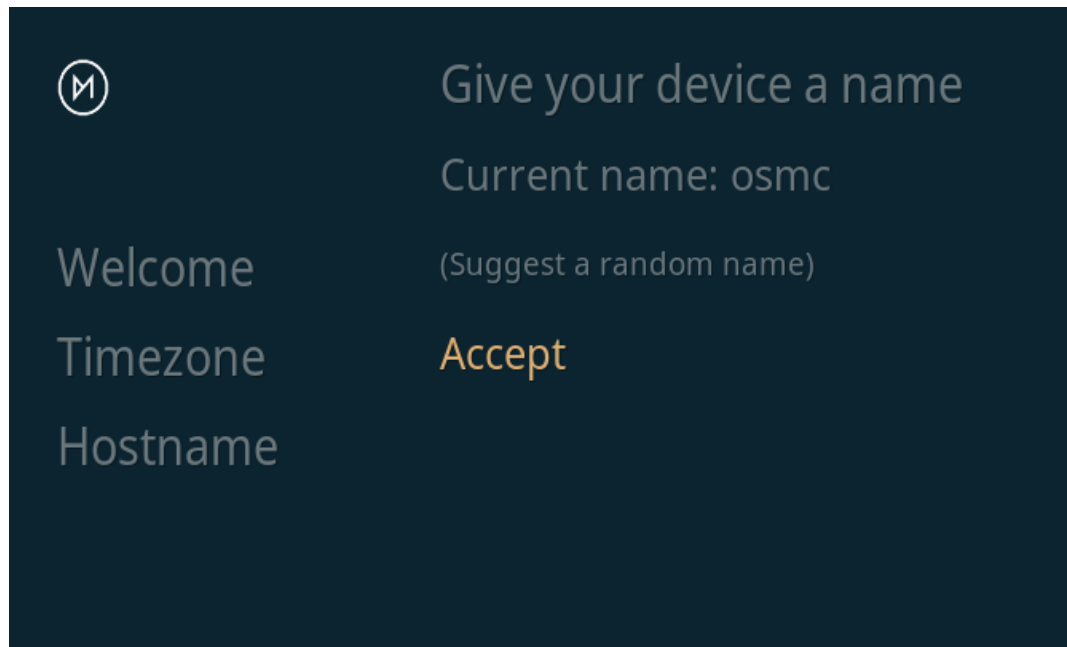 Give your device a name
Current name: osmc
(Suggest a random name)
Accept
Welcome
Timezone
Hostname